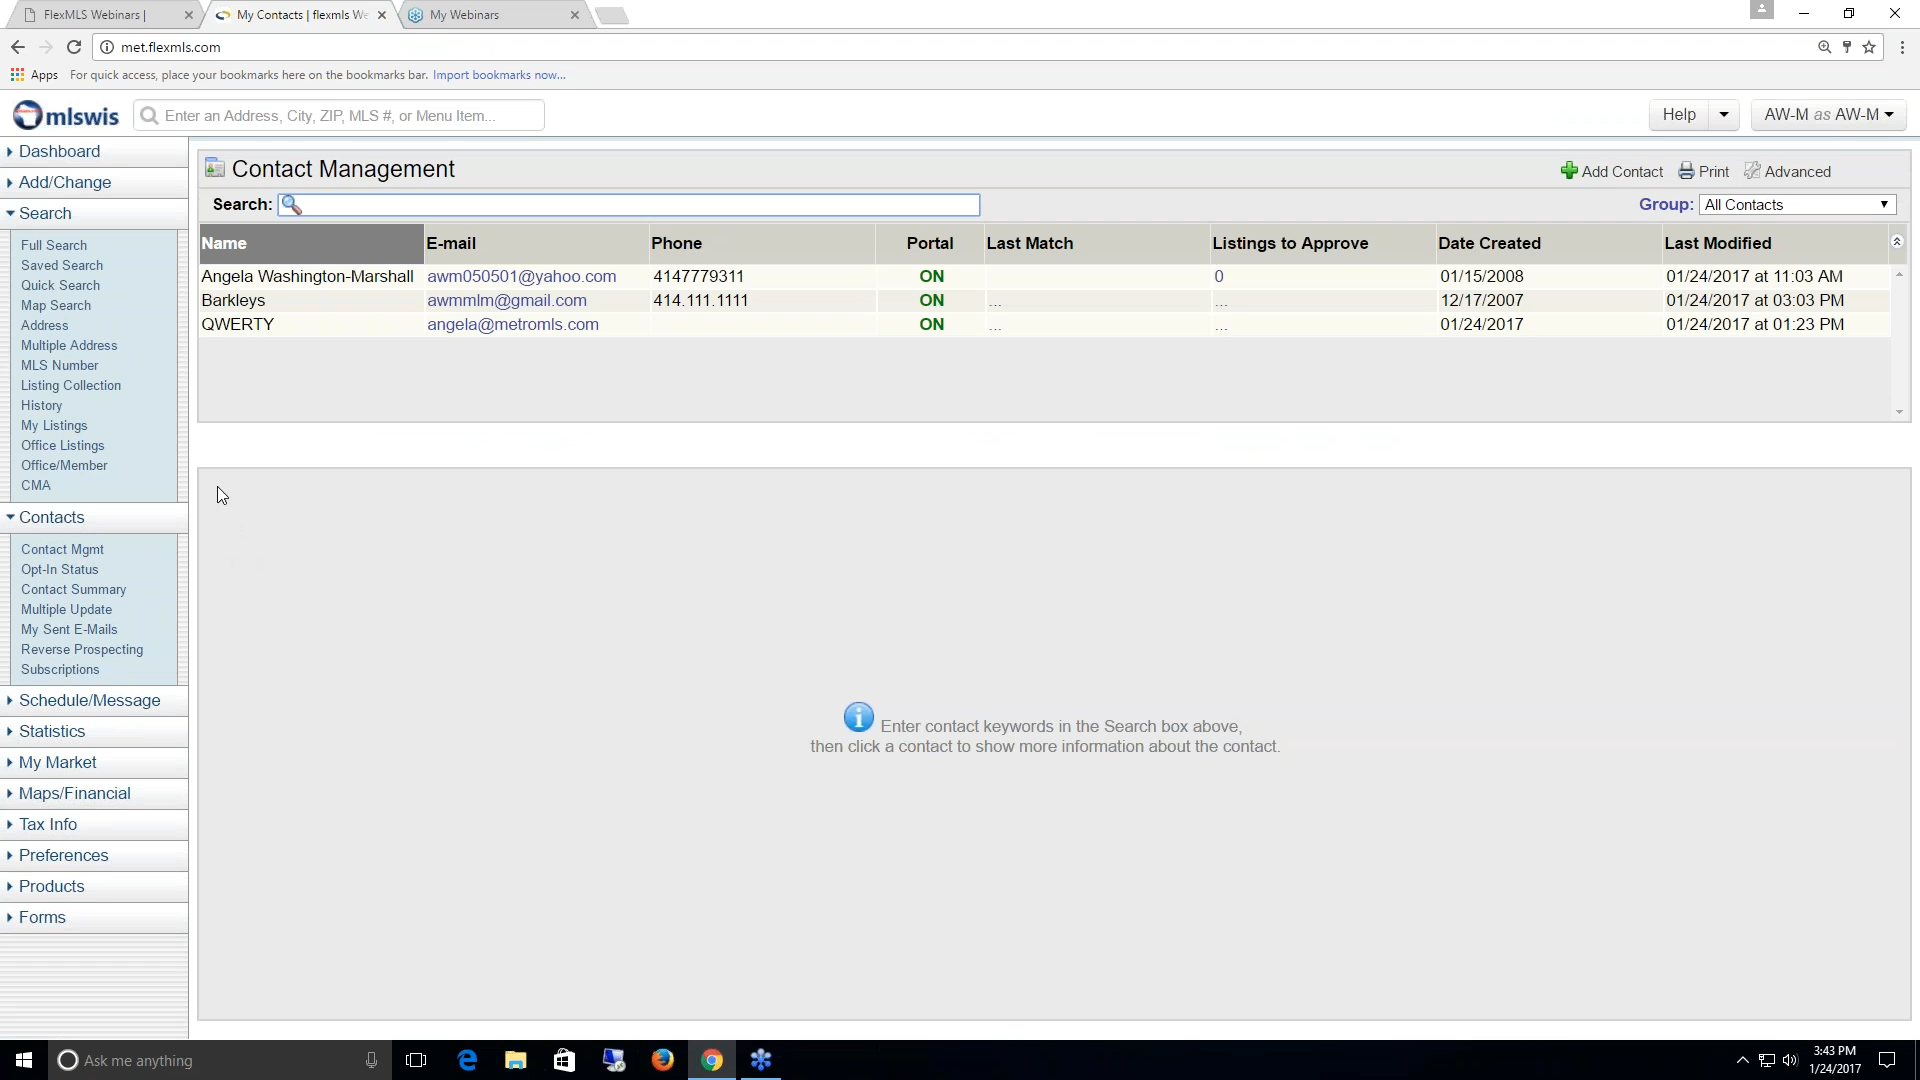 FlexMLS Webinars |
My Contacts | flexmls We
My Webinars
met.flexmls.com
Apps
For quick access, place your bookmarks here on the bookmarks bar. Import bookmarks now...
mlswis
Enter an Address, City, ZIP, MLS #, or Menu Item...
Help
AW-M as AW-M
Dashboard
Add/Change
Search
Full Search
Saved Search
Quick Search
Map Search
Address
Multiple Address
MLS Number
Listing Collection
History
My Listings
Office Listings
Office/Member
CMA
Contacts
Contact Mgmt
Opt-In Status
Contact Summary
Multiple Update
My Sent E-Mails
Reverse Prospecting
Subscriptions
Schedule/Message
Statistics
My Market
Maps/Financial
Tax Info
Preferences
Products
Forms
Contact Management
Add Contact Print Advanced
Search:
Group: All Contacts
Name E-mail Phone Portal Last Match Listings to Approve Date Created Last Modified
Angela Washington-Marshall awm050501@yahoo.com 4147779311 ON 0 01/15/2008 01/24/2017 at 11:03 AM
Barkleys awmmlm@gmail.com 414.111.1111 ON ... ... 12/17/2007 01/24/2017 at 03:03 PM
QWERTY angela@metromls.com ON ... ... 01/24/2017 01/24/2017 at 01:23 PM
Enter contact keywords in the Search box above,
then click a contact to show more information about the contact.
Ask me anything
3:43 PM
1/24/2017